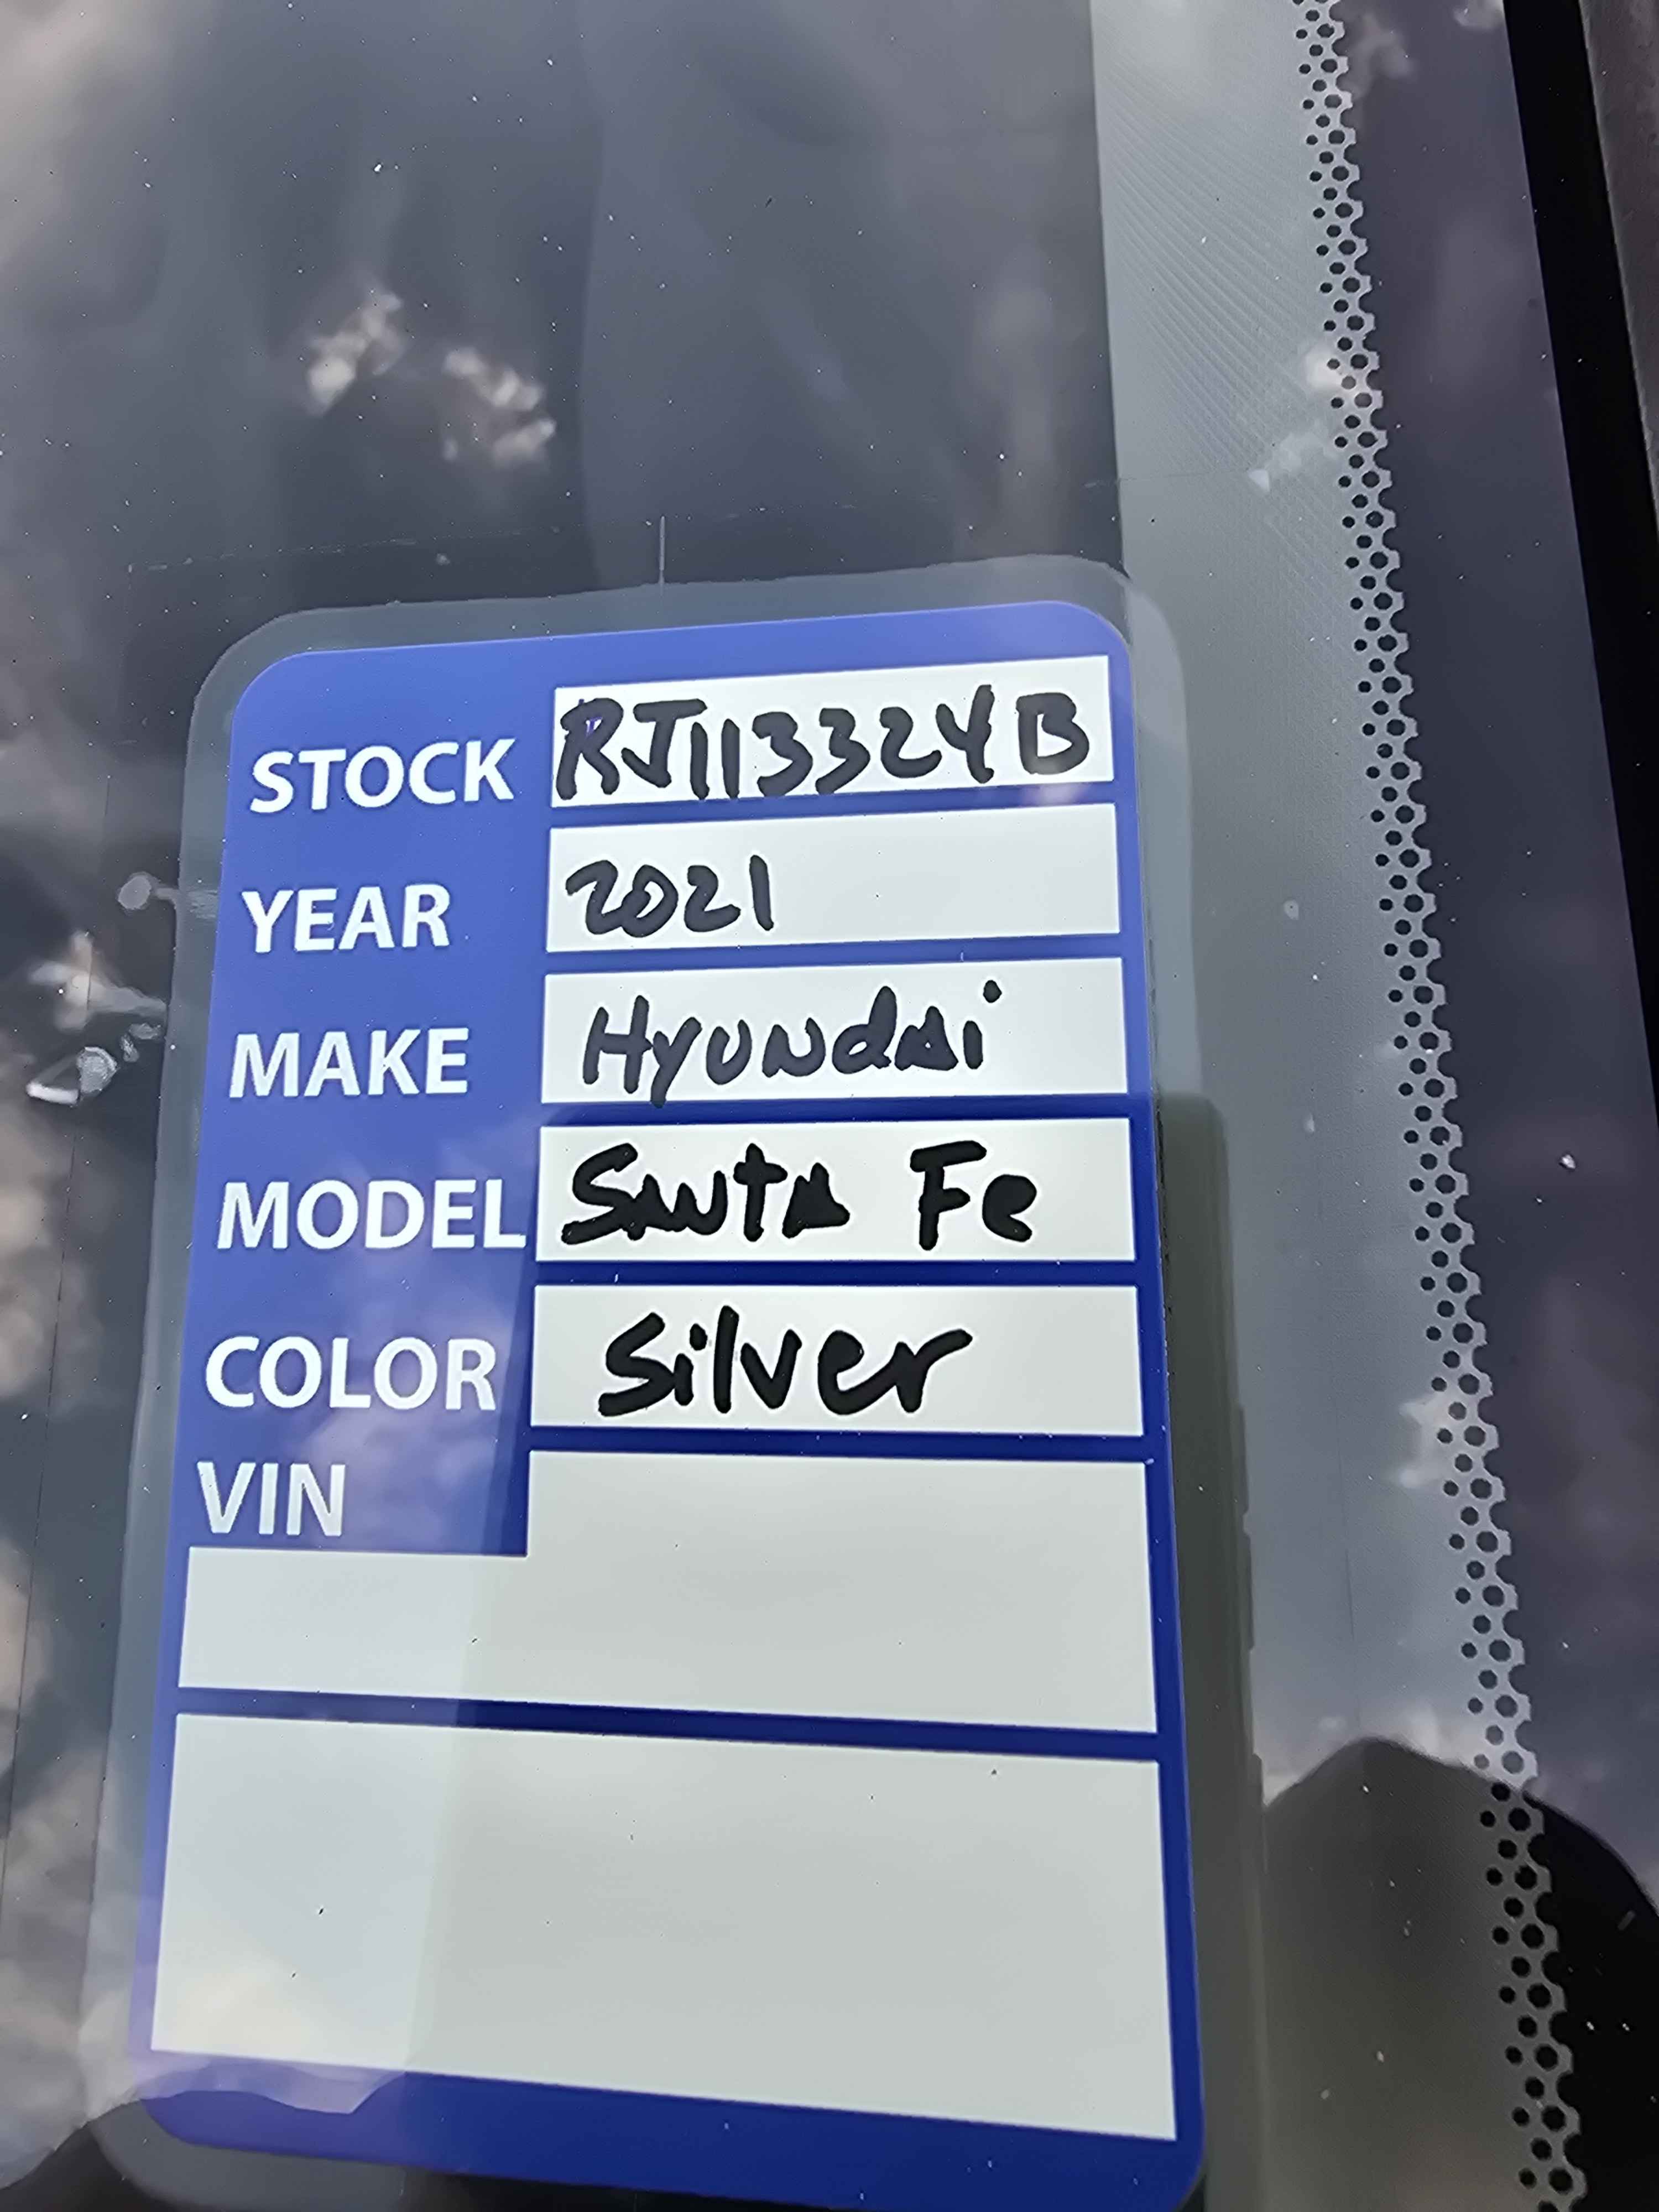 STOCK RJ113324B
YEAR 2021
MAKE Hyundai
MODEL Santa Fe
COLOR Silver
VIN